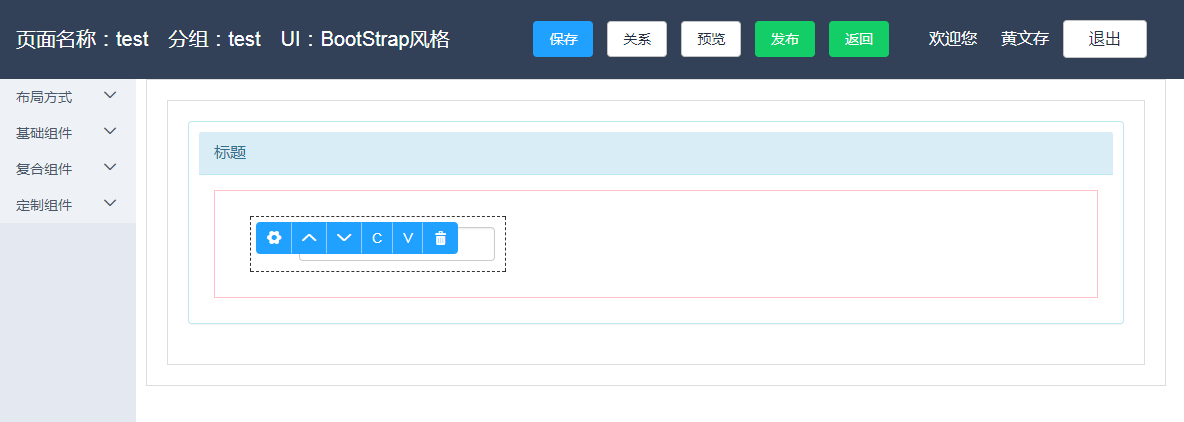 页面名称：test 分组：test UI：BootStrap风格 保存 关系 预览 发布 返回 欢迎您 黄文存 退出
布局方式
基础组件
复合组件
定制组件
标题
C V